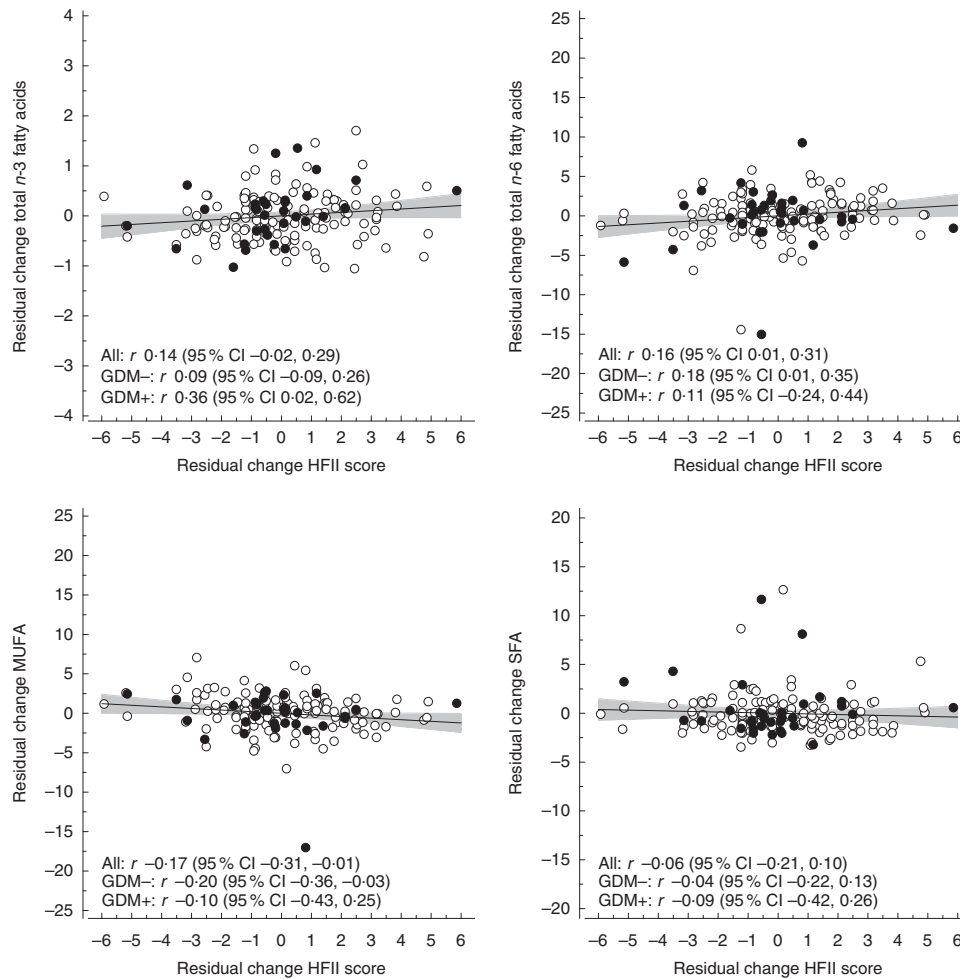 4
3
2
1
0
–1
–2
–3
–4
Residual change total n-3 fatty acids
All: r 0·14 (95 % CI –0·02, 0·29)
GDM–: r 0·09 (95 % CI –0·09, 0·26)
GDM+: r 0·36 (95 % CI 0·02, 0·62)
–6 –5 –4 –3 –2 –1 0 1 2 3 4 5 6
Residual change HFII score
25
20
15
10
5
0
–5
–10
–15
–20
–25
Residual change total n-6 fatty acids
All: r 0·16 (95 % CI 0·01, 0·31)
GDM–: r 0·18 (95 % CI 0·01, 0·35)
GDM+: r 0·11 (95 % CI –0·24, 0·44)
–6 –5 –4 –3 –2 –1 0 1 2 3 4 5 6
Residual change HFII score
25
20
15
10
5
0
–5
–10
–15
–20
–25
Residual change MUFA
All: r –0·17 (95 % CI –0·31, –0·01)
GDM–: r –0·20 (95 % CI –0·36, –0·03)
GDM+: r –0·10 (95 % CI –0·43, 0·25)
–6 –5 –4 –3 –2 –1 0 1 2 3 4 5 6
Residual change HFII score
20
15
10
5
0
–5
–10
–15
–20
Residual change SFA
All: r –0·06 (95 % CI –0·21, 0·10)
GDM–: r –0·04 (95 % CI –0·22, 0·13)
GDM+: r –0·09 (95 % CI –0·42, 0·26)
–6 –5 –4 –3 –2 –1 0 1 2 3 4 5 6
Residual change HFII score